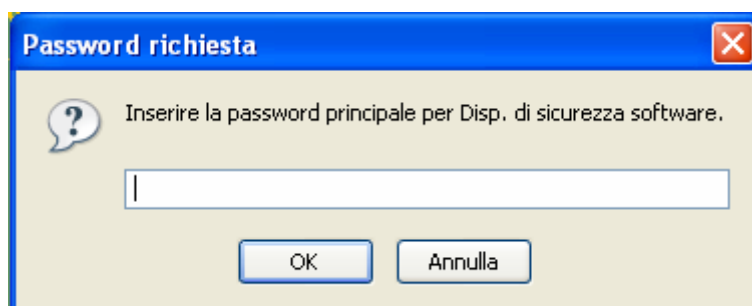 Password richiesta
Inserire la password principale per Disp. di sicurezza software.
OK
Annulla